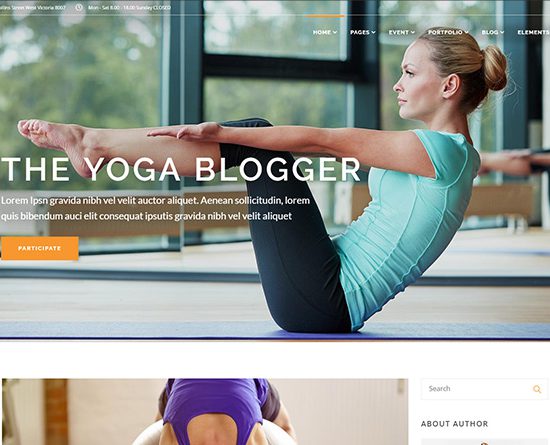 ollins Street West Victoria 8007 Mon - Sat 8.00 - 18.00 Sunday CLOSED
HOME PAGES EVENT PORTFOLIO BLOG ELEMENTS
THE YOGA BLOGGER
Lorem Ipsn gravida nibh vel velit auctor aliquet. Aenean sollicitudin, lorem
quis bibendum auci elit consequat ipsutis gravida nibh vel velit aliquet
PARTICIPATE
Search
ABOUT AUTHOR